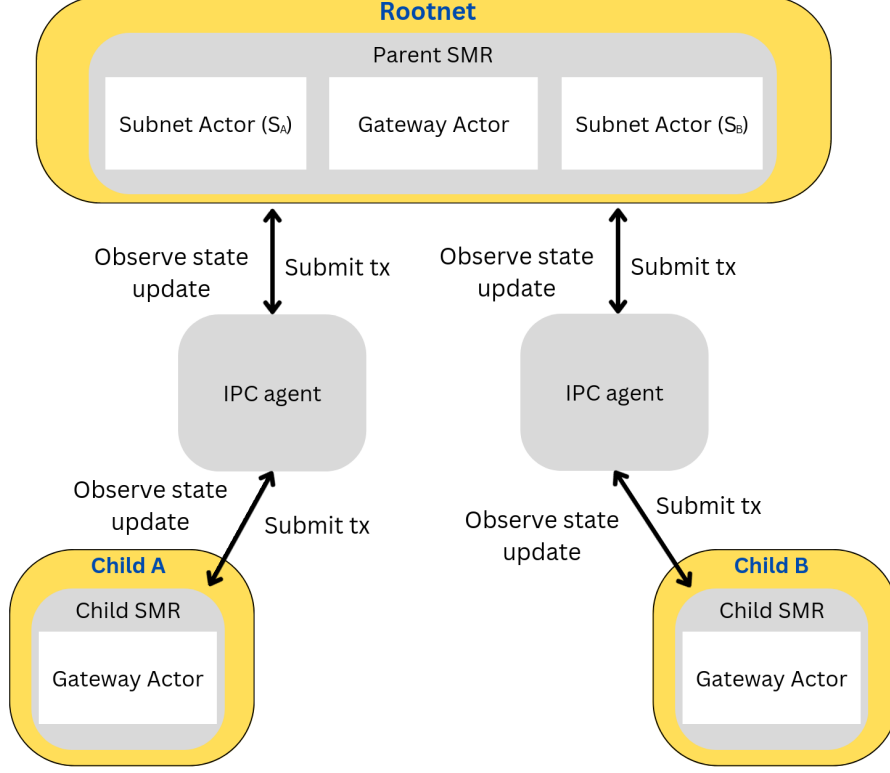 Rootnet
Parent SMR
Subnet Actor (S_A)
Gateway Actor
Subnet Actor (S_B)
Observe state
update
Submit tx
Observe state
update
Submit tx
IPC agent
IPC agent
Observe state
update
Submit tx
Observe state
update
Submit tx
Child A
Child SMR
Gateway Actor
Child B
Child SMR
Gateway Actor